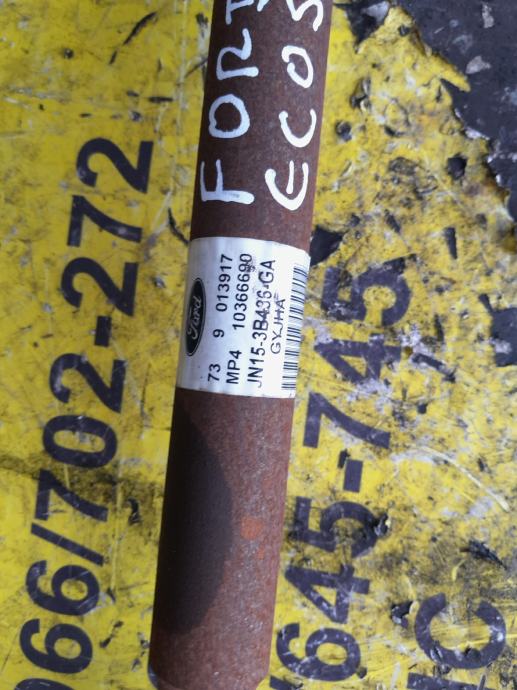 FORD
ECOS
Ford
73 9 013917
MP4 10366690
JN15-3B436-GA
GYJHA
066/702-272
645-745